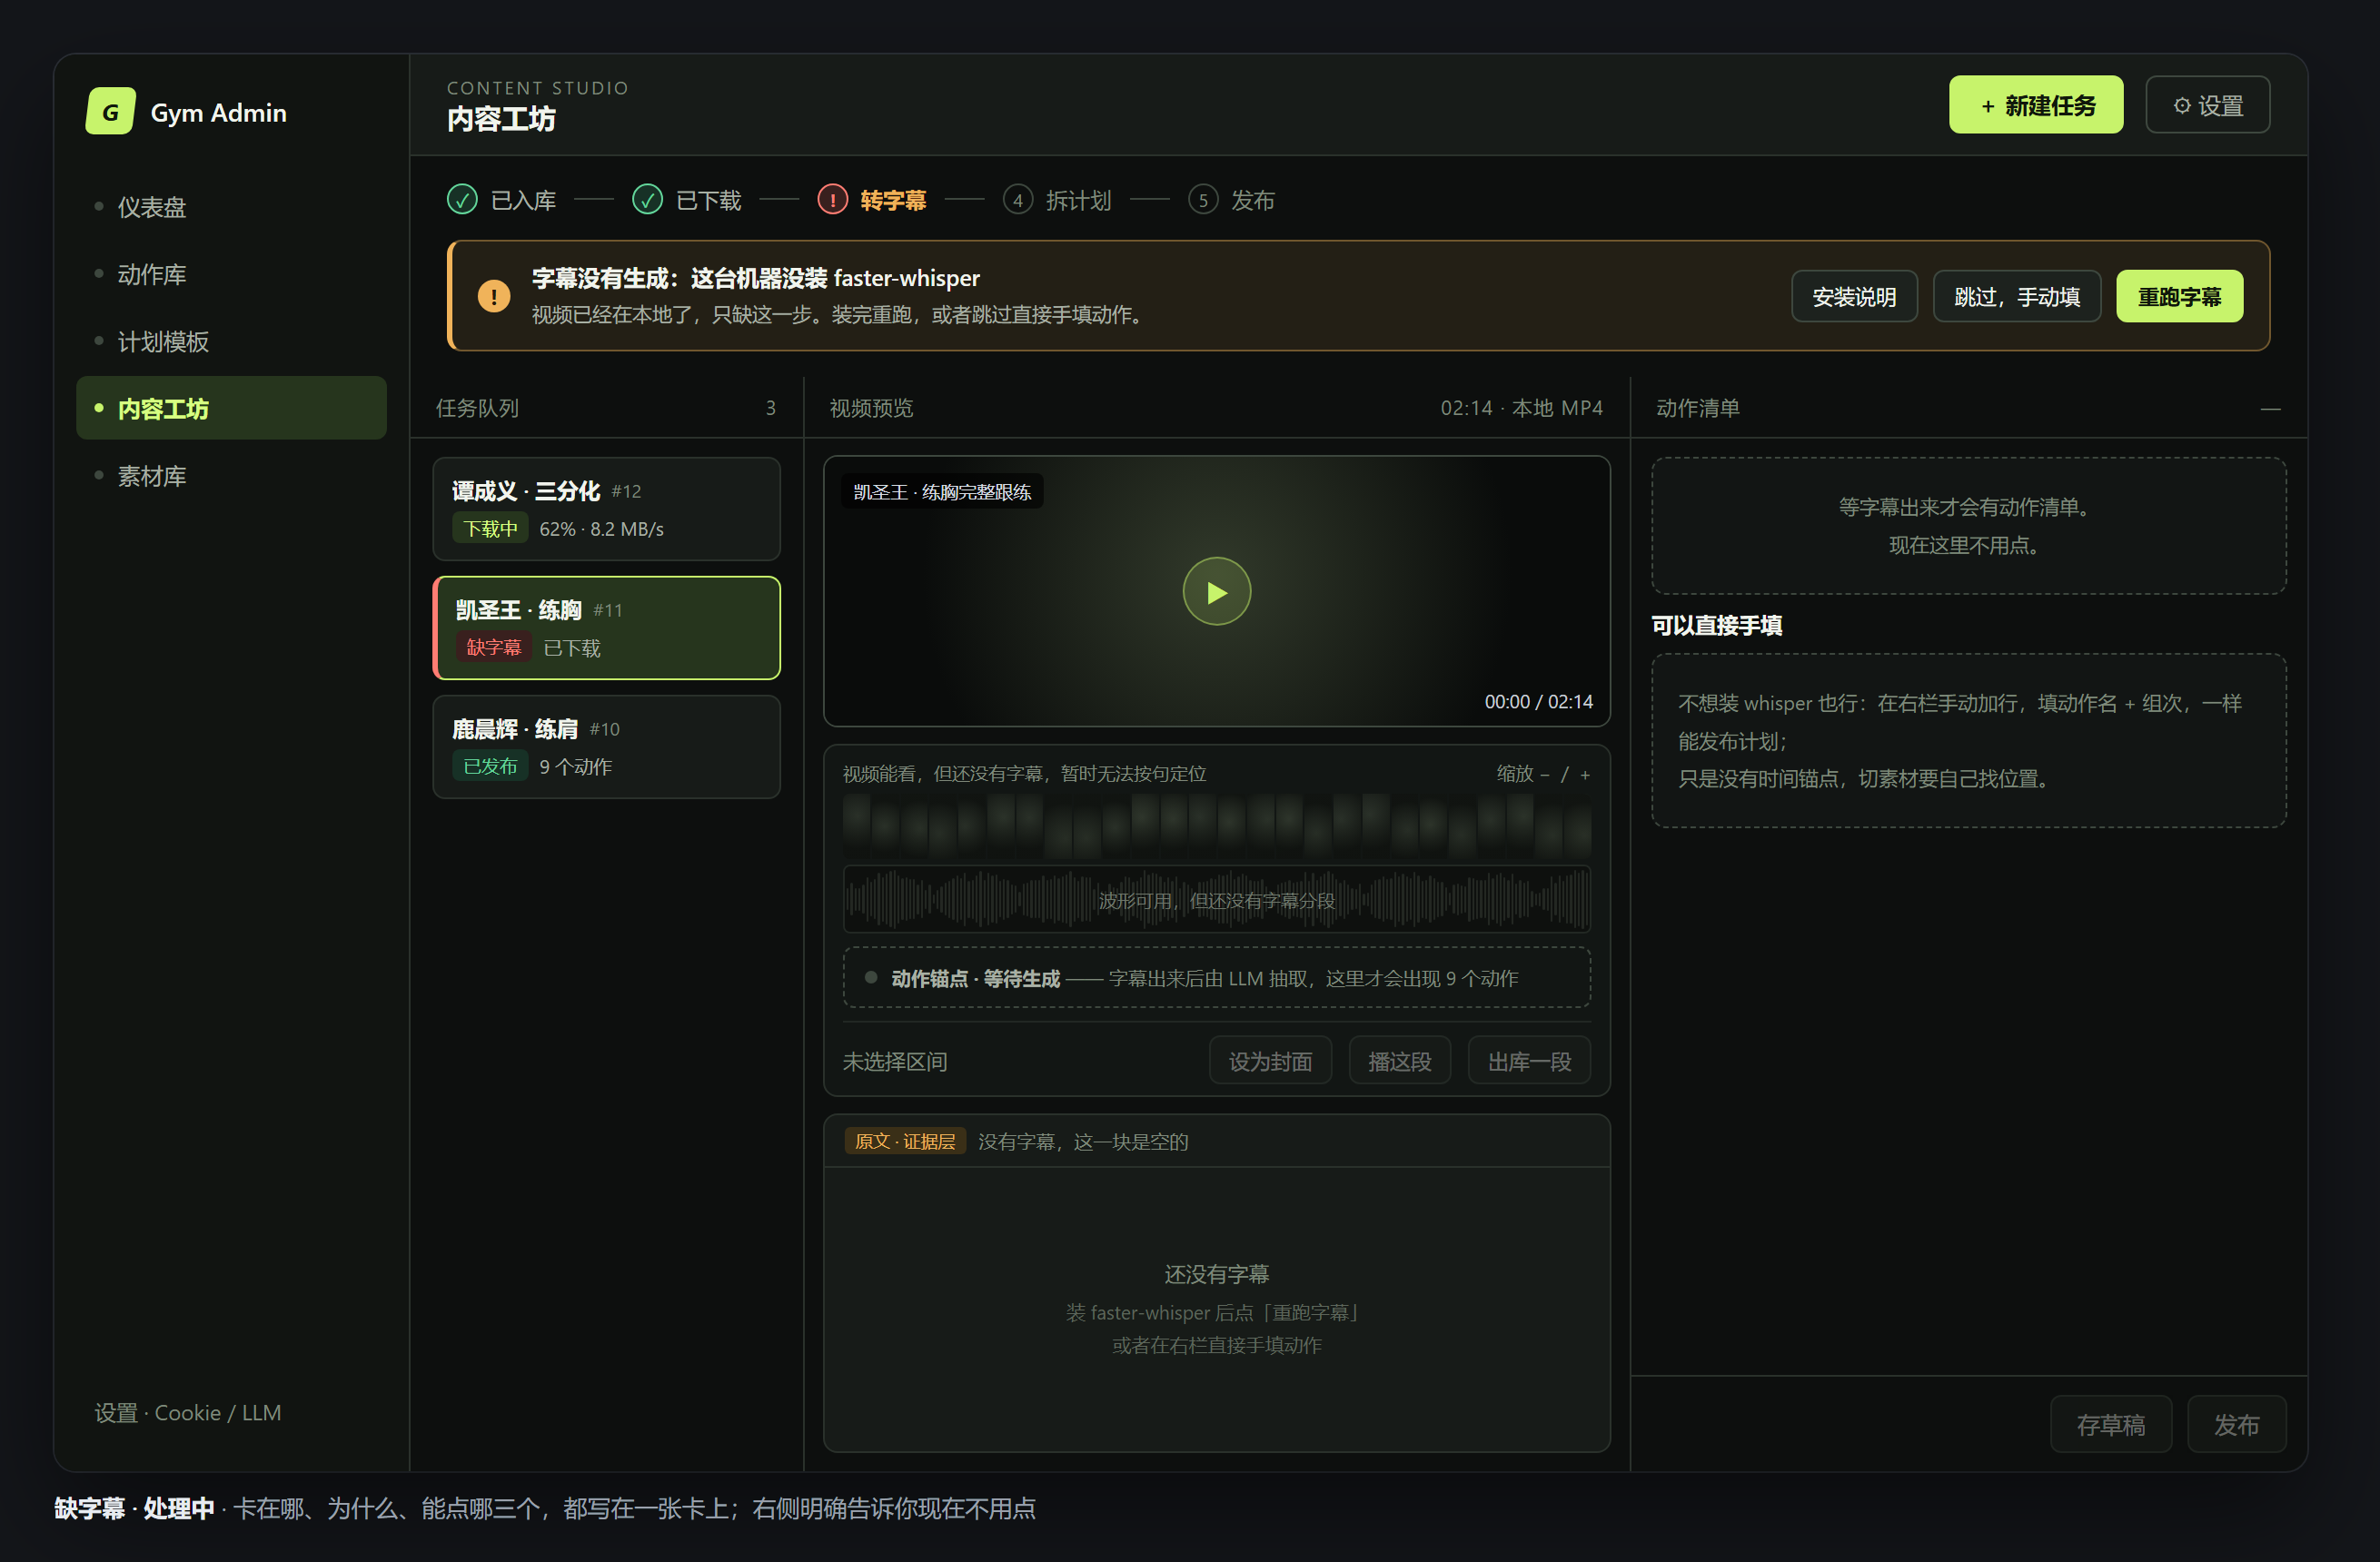 G
Gym Admin
仪表盘
动作库
计划模板
内容工坊
素材库
设置 · Cookie / LLM
CONTENT STUDIO
内容工坊
+ 新建任务
⚙ 设置
✓ 已入库
✓ 已下载
! 转字幕
4 拆计划
5 发布
!
字幕没有生成：这台机器没装 faster-whisper
视频已经在本地了，只缺这一步。装完重跑，或者跳过直接手填动作。
安装说明
跳过，手动填
重跑字幕
任务队列 3
谭成义 · 三分化 #12
下载中 62% · 8.2 MB/s
凯圣王 · 练胸 #11
缺字幕 已下载
鹿晨辉 · 练肩 #10
已发布 9 个动作
视频预览 02:14 · 本地 MP4
凯圣王 · 练胸完整跟练
00:00 / 02:14
视频能看，但还没有字幕，暂时无法按句定位 缩放 − / +
波形可用，但还没有字幕分段
动作锚点 · 等待生成 —— 字幕出来后由 LLM 抽取，这里才会出现 9 个动作
未选择区间
设为封面
播这段
出库一段
原文 · 证据层 没有字幕，这一块是空的
还没有字幕
装 faster-whisper 后点「重跑字幕」
或者在右栏直接手填动作
动作清单 —
等字幕出来才会有动作清单。
现在这里不用点。
可以直接手填
不想装 whisper 也行：在右栏手动加行，填动作名 + 组次，一样
能发布计划；
只是没有时间锚点，切素材要自己找位置。
存草稿
发布
缺字幕 · 处理中 · 卡在哪、为什么、能点哪三个，都写在一张卡上；右侧明确告诉你现在不用点